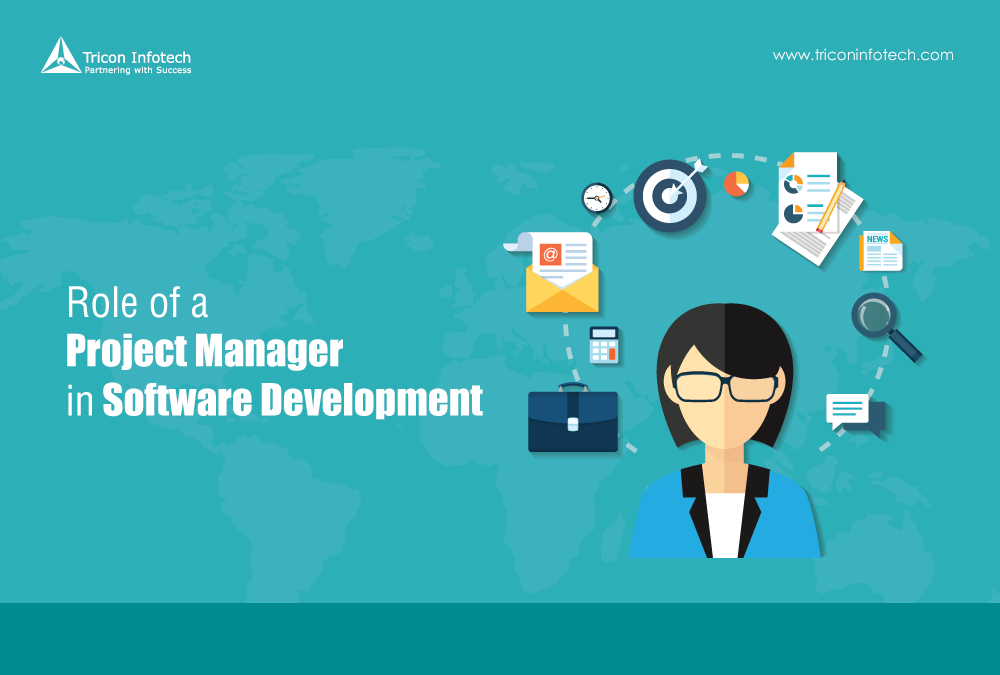 Tricon Infotech
Partnering with Success
www.triconinfotech.com
Role of a
Project Manager
in Software Development
@
NEWS